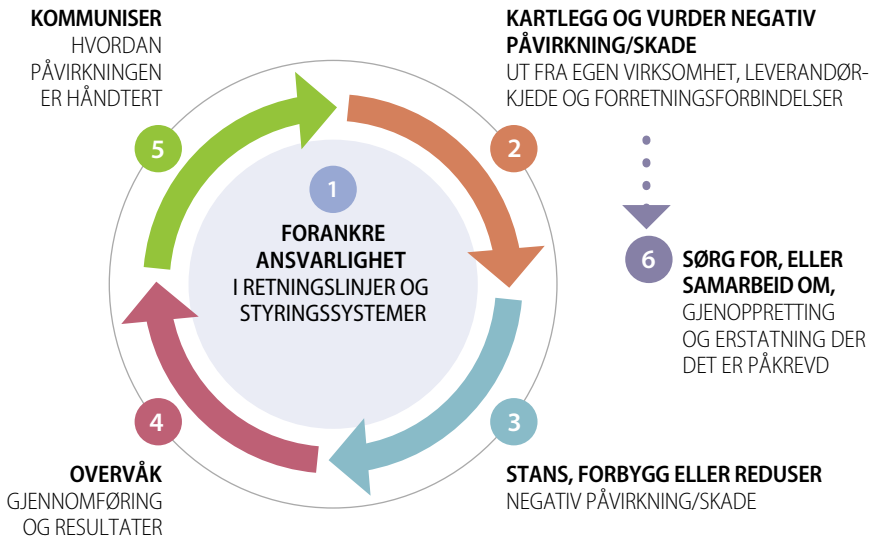 1
FORANKRE
ANSVARLIGHET
I RETNINGSLINJER OG
STYRINGSSYSTEMER
2
KARTLEGG OG VURDER NEGATIV
PÅVIRKNING/SKADE
UT FRA EGEN VIRKSOMHET, LEVERANDØR-
KJEDE OG FORRETNINGSFORBINDELSER
3
STANS, FORBYGG ELLER REDUSER
NEGATIV PÅVIRKNING/SKADE
4
OVERVÅK
GJENNOMFØRING
OG RESULTATER
5
KOMMUNISER
HVORDAN
PÅVIRKNINGEN
ER HÅNDTERT
6
SØRG FOR, ELLER
SAMARBEID OM,
GJENOPPRETTING
OG ERSTATNING DER
DET ER PÅKREVD